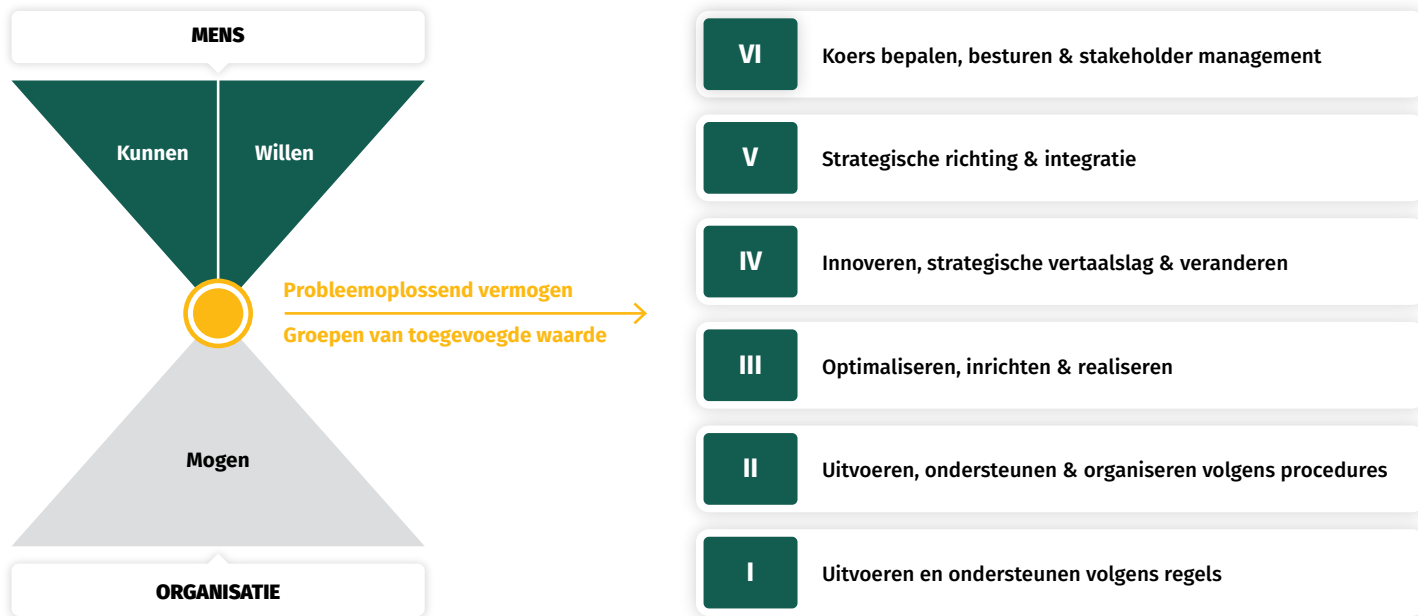 MENS
Kunnen
Willen
Probleemoplossend vermogen
Groepen van toegevoegde waarde
Mogen
ORGANISATIE
VI
Koers bepalen, besturen & stakeholder management
V
Strategische richting & integratie
IV
Innoveren, strategische vertaalslag & veranderen
III
Optimaliseren, inrichten & realiseren
II
Uitvoeren, ondersteunen & organiseren volgens procedures
I
Uitvoeren en ondersteunen volgens regels